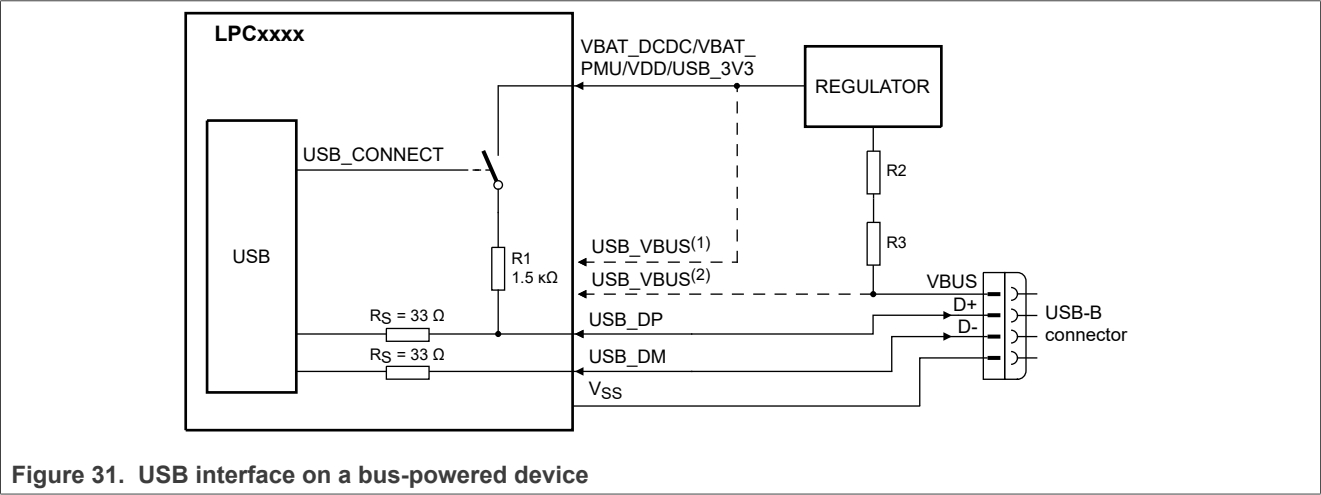 LPCxxxx
VBAT_DCDC/VBAT_
PMU/VDD/USB_3V3
REGULATOR
USB_CONNECT
R2
R3
USB
R1
1.5 kΩ
USB_VBUS(1)
USB_VBUS(2)
VBUS
D+
D-
USB-B
connector
RS = 33 Ω
USB_DP
RS = 33 Ω
USB_DM
VSS
Figure 31. USB interface on a bus-powered device